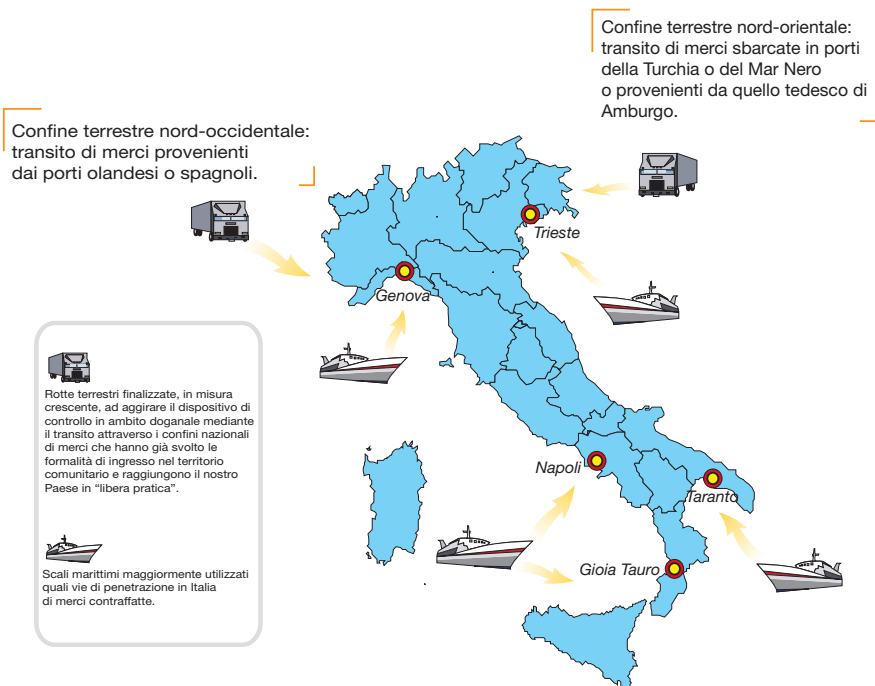 Confine terrestre nord-orientale:
transito di merci sbarcate in porti
della Turchia o del Mar Nero
o provenienti da quello tedesco di
Amburgo.
Confine terrestre nord-occidentale:
transito di merci provenienti
dai porti olandesi o spagnoli.
Trieste
Genova
Rotte terrestri finalizzate, in misura
crescente, ad aggirare il dispositivo di
controllo in ambito doganale mediante
il transito attraverso i confini nazionali
di merci che hanno già svolto le
formalità di ingresso nel territorio
comunitario e raggiungono il nostro
Paese in “libera pratica”.
Napoli
Taranto
Gioia Tauro
Scali marittimi maggiormente utilizzati
quali vie di penetrazione in Italia
di merci contraffatte.